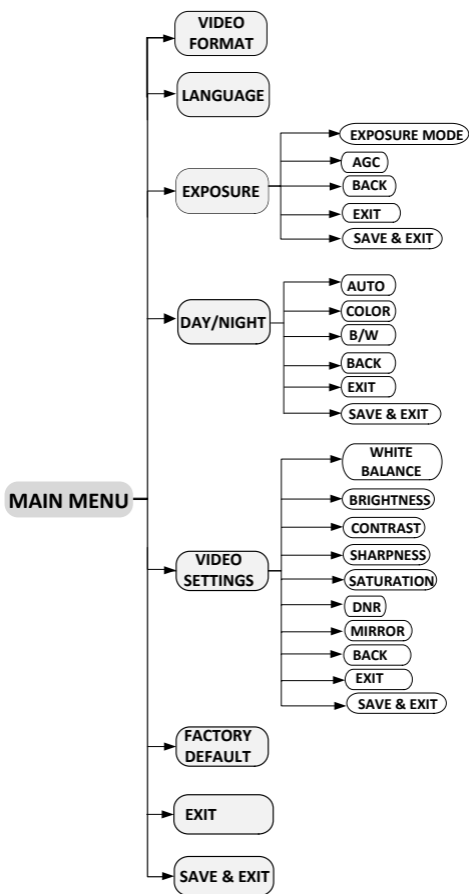 VIDEO
FORMAT
LANGUAGE
EXPOSURE
EXPOSURE MODE
AGC
BACK
EXIT
SAVE & EXIT
DAY/NIGHT
AUTO
COLOR
B/W
BACK
EXIT
SAVE & EXIT
MAIN MENU
VIDEO
SETTINGS
WHITE
BALANCE
BRIGHTNESS
CONTRAST
SHARPNESS
SATURATION
DNR
MIRROR
BACK
EXIT
SAVE & EXIT
FACTORY
DEFAULT
EXIT
SAVE & EXIT